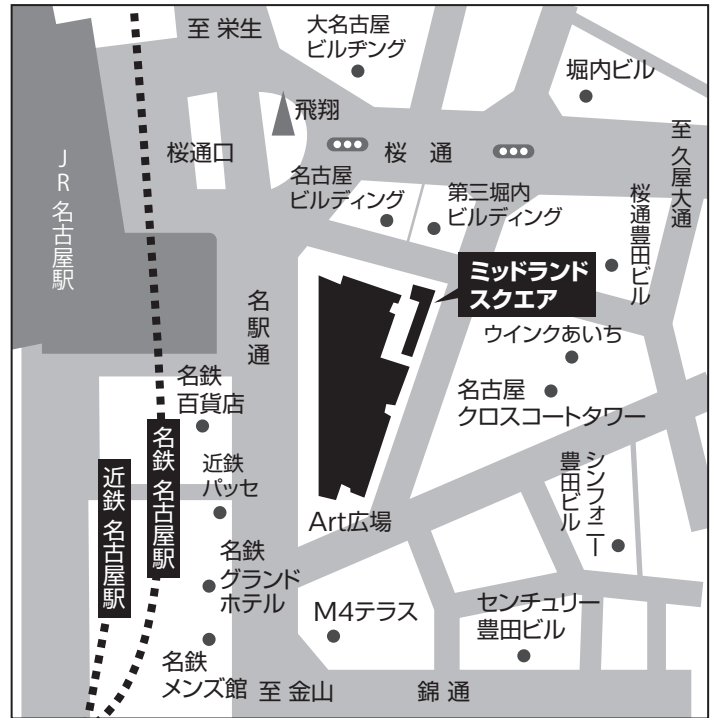 至 栄生
大名古屋
ビルヂング
堀内ビル
飛翔
桜通口
桜 通
至 久屋大通
JR 名古屋駅
名古屋
ビルディング
第三堀内
ビルディング
桜通豊田ビル
ミッドランド
スクエア
名駅通
ウインクあいち
名鉄
百貨店
名古屋
クロスコートタワー
名鉄 名古屋駅
近鉄 名古屋駅
近鉄
パッセ
シンフォニー
豊田ビル
Art広場
名鉄
グランド
ホテル
M4テラス
センチュリー
豊田ビル
名鉄
メンズ館
至 金山
錦 通